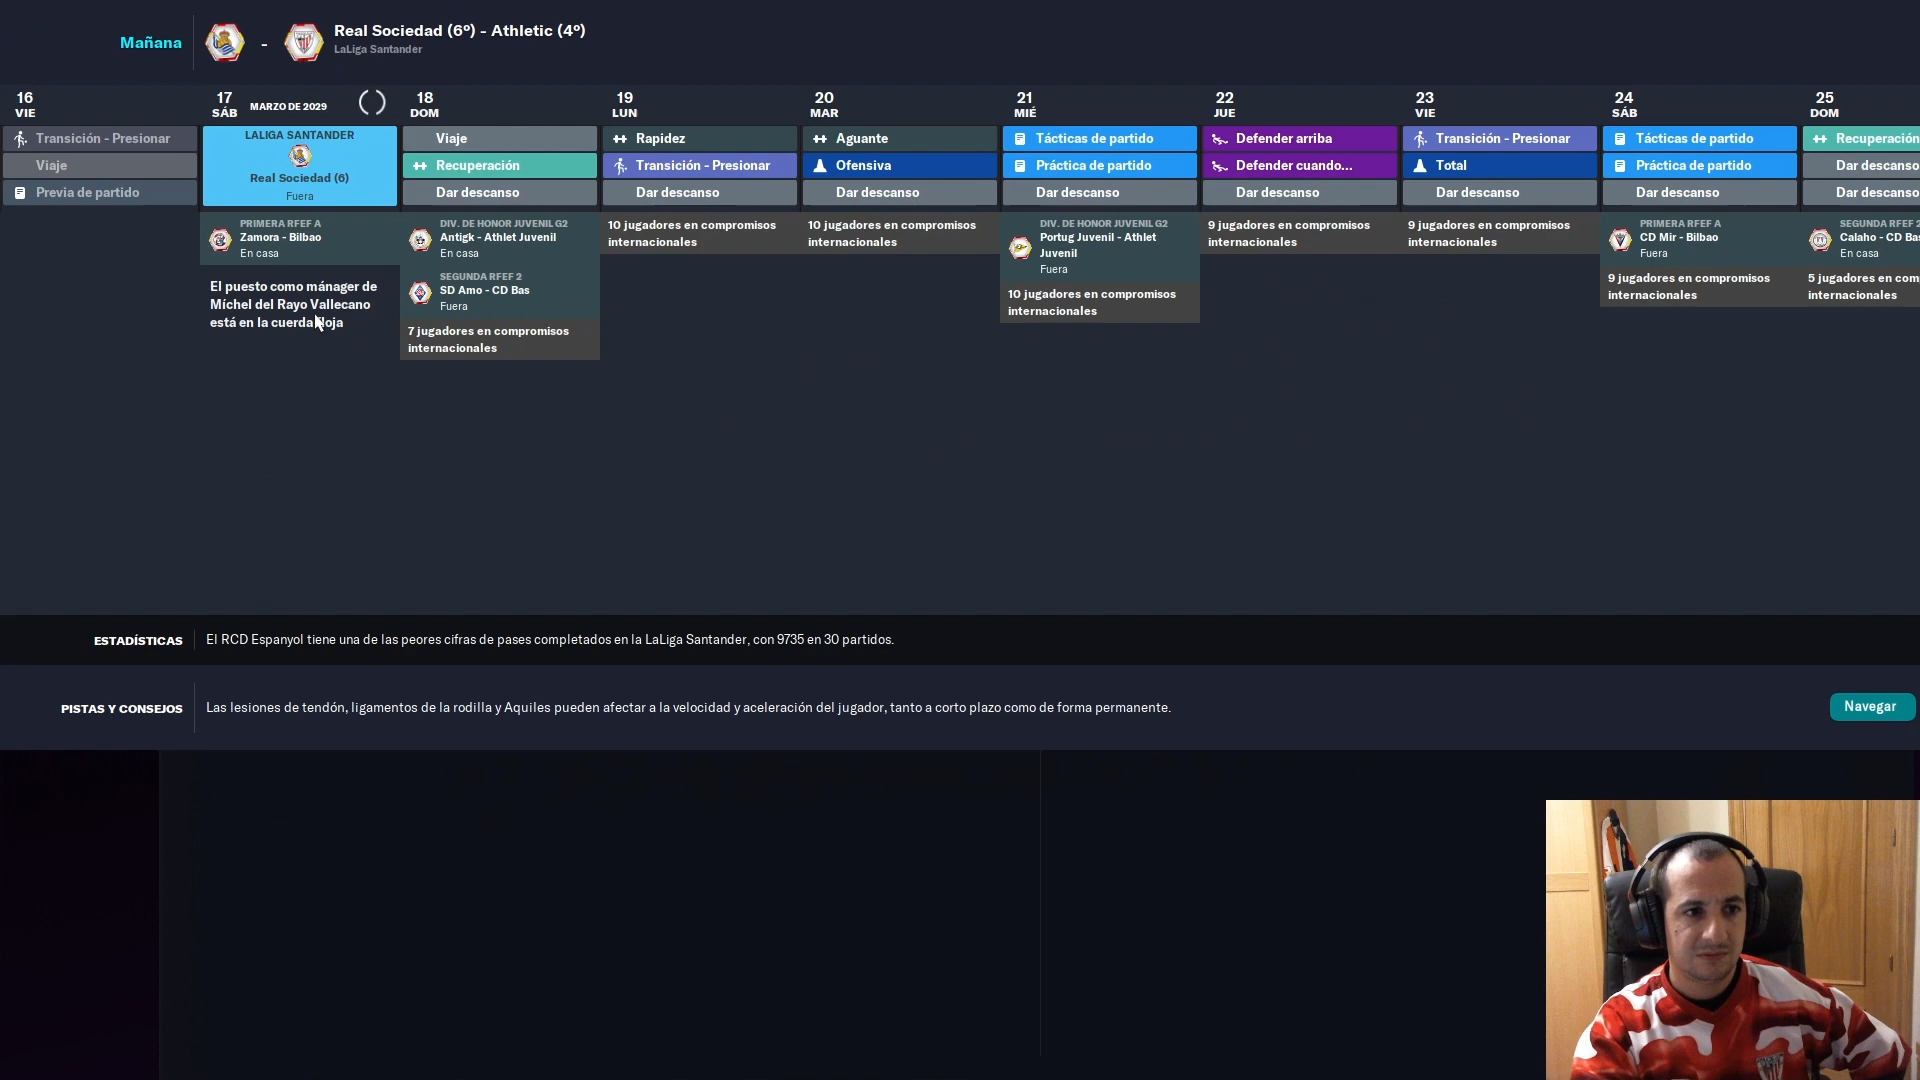 Mañana
-
Real Sociedad (6º) - Athletic (4º)
LaLiga Santander
16
VIE
Transición - Presionar
Viaje
Previa de partido
17
SÁB
MARZO DE 2029
LALIGA SANTANDER
Real Sociedad (6)
Fuera
PRIMERA RFEF A
Zamora - Bilbao
En casa
El puesto como mánager de
Míchel del Rayo Vallecano
está en la cuerda floja
18
DOM
Viaje
Recuperación
Dar descanso
DIV. DE HONOR JUVENIL G2
Antigk - Athlet Juvenil
En casa
SEGUNDA RFEF 2
SD Amo - CD Bas
Fuera
7 jugadores en compromisos
internacionales
19
LUN
Rapidez
Transición - Presionar
Dar descanso
10 jugadores en compromisos
internacionales
20
MAR
Aguante
Ofensiva
Dar descanso
10 jugadores en compromisos
internacionales
21
MIÉ
Tácticas de partido
Práctica de partido
Dar descanso
DIV. DE HONOR JUVENIL G2
Portug Juvenil - Athlet
Juvenil
Fuera
10 jugadores en compromisos
internacionales
22
JUE
Defender arriba
Defender cuando...
Dar descanso
9 jugadores en compromisos
internacionales
23
VIE
Transición - Presionar
Total
Dar descanso
9 jugadores en compromisos
internacionales
24
SÁB
Tácticas de partido
Práctica de partido
Dar descanso
PRIMERA RFEF A
CD Mir - Bilbao
Fuera
9 jugadores en compromisos
internacionales
25
DOM
Recuperación
Dar descanso
Dar descanso
SEGUNDA RFEF 2
Calaho - CD Bas
En casa
5 jugadores en com
internacionales
ESTADÍSTICAS
El RCD Espanyol tiene una de las peores cifras de pases completados en la LaLiga Santander, con 9735 en 30 partidos.
PISTAS Y CONSEJOS
Las lesiones de tendón, ligamentos de la rodilla y Aquiles pueden afectar a la velocidad y aceleración del jugador, tanto a corto plazo como de forma permanente.
Navegar